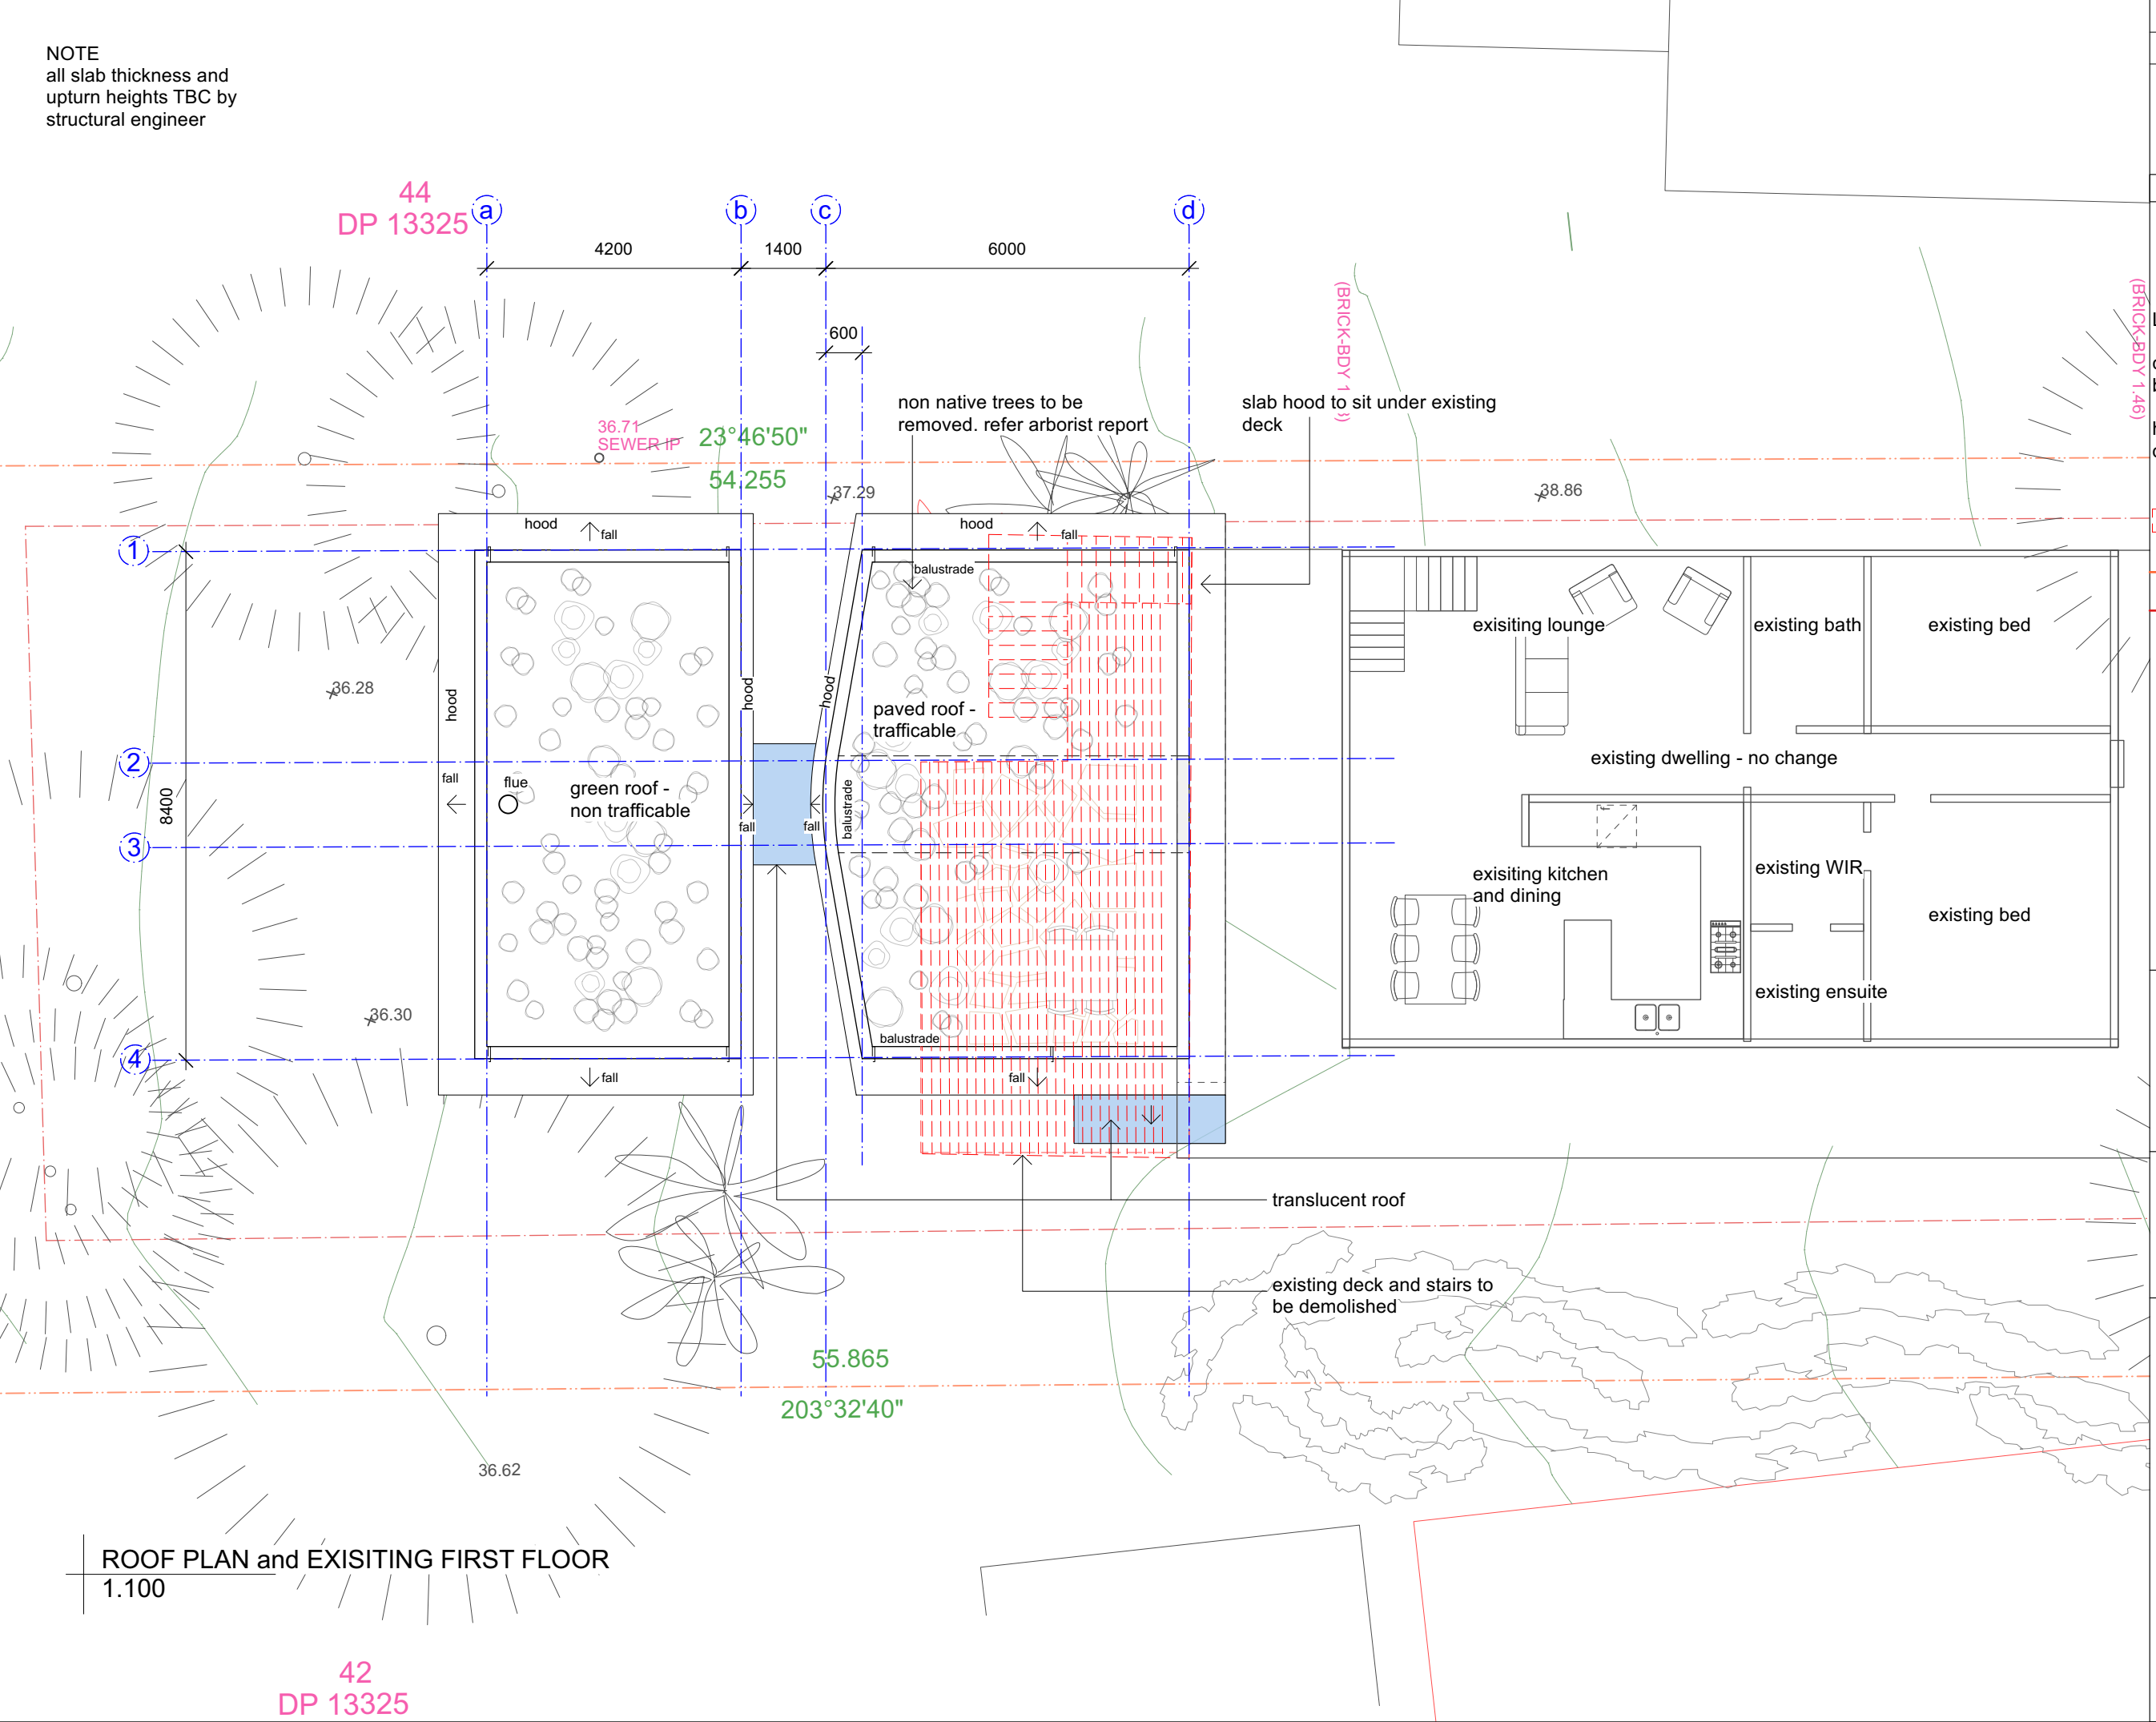 NOTE
all slab thickness and
upturn heights TBC by
structural engineer
44
DP 13325
a
b
c
d
4200
1400
6000
600
(BRICK-BDY 1.46)
non native trees to be
removed. refer arborist report
slab hood to sit under existing
deck
36.71
SEWER IP
23°46'50"
54.255
37.29
38.86
hood
fall
hood
fall
1
balustrade
exisiting lounge
existing bath
existing bed
36.28
hood
hood
hood
paved roof -
trafficable
2
existing dwelling - no change
fall
flue
green roof -
non trafficable
8400
balustrade
fall
fall
3
exisiting kitchen
and dining
existing WIR
existing bed
existing ensuite
36.30
balustrade
4
fall
fall
translucent roof
existing deck and stairs to
be demolished
55.865
203°32'40"
36.62
ROOF PLAN and EXISITING FIRST FLOOR
1.100
42
DP 13325